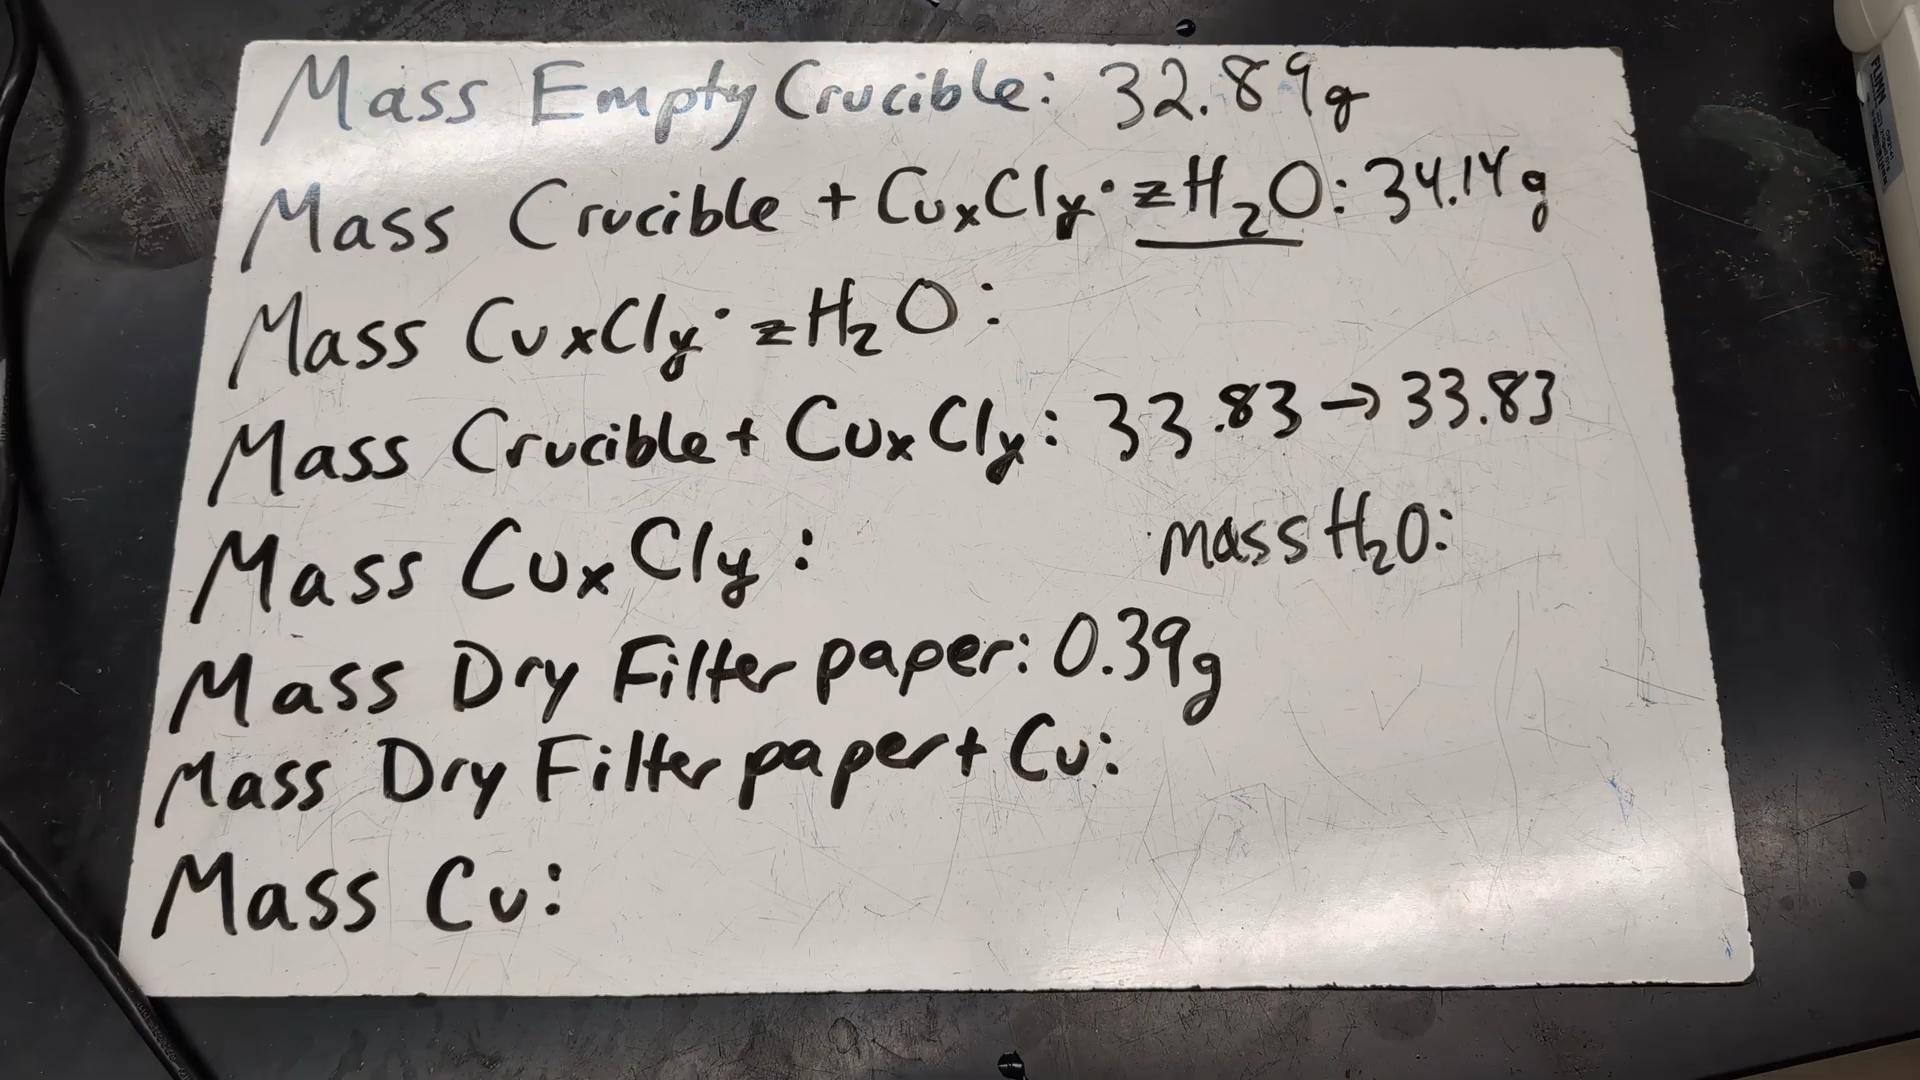 Mass Empty Crucible: 32.89g
Mass Crucible + CuxCly·zH2O: 34.14g
Mass CuxCly·zH2O:
Mass Crucible + CuxCly: 33.83 → 33.83
Mass CuxCly:
mass H2O:
Mass Dry Filter paper: 0.39g
Mass Dry Filter paper + Cu:
Mass Cu:
FLINN